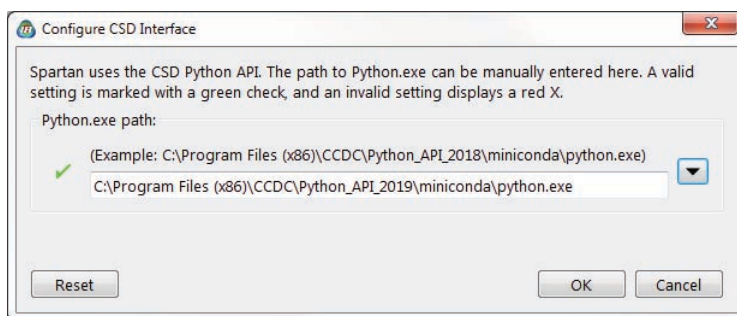 Configure CSD Interface
Spartan uses the CSD Python API. The path to Python.exe can be manually entered here. A valid
setting is marked with a green check, and an invalid setting displays a red X.
Python.exe path:
(Example: C:\Program Files (x86)\CCDC\Python_API_2018\miniconda\python.exe)
C:\Program Files (x86)\CCDC\Python_API_2019\miniconda\python.exe
Reset OK Cancel